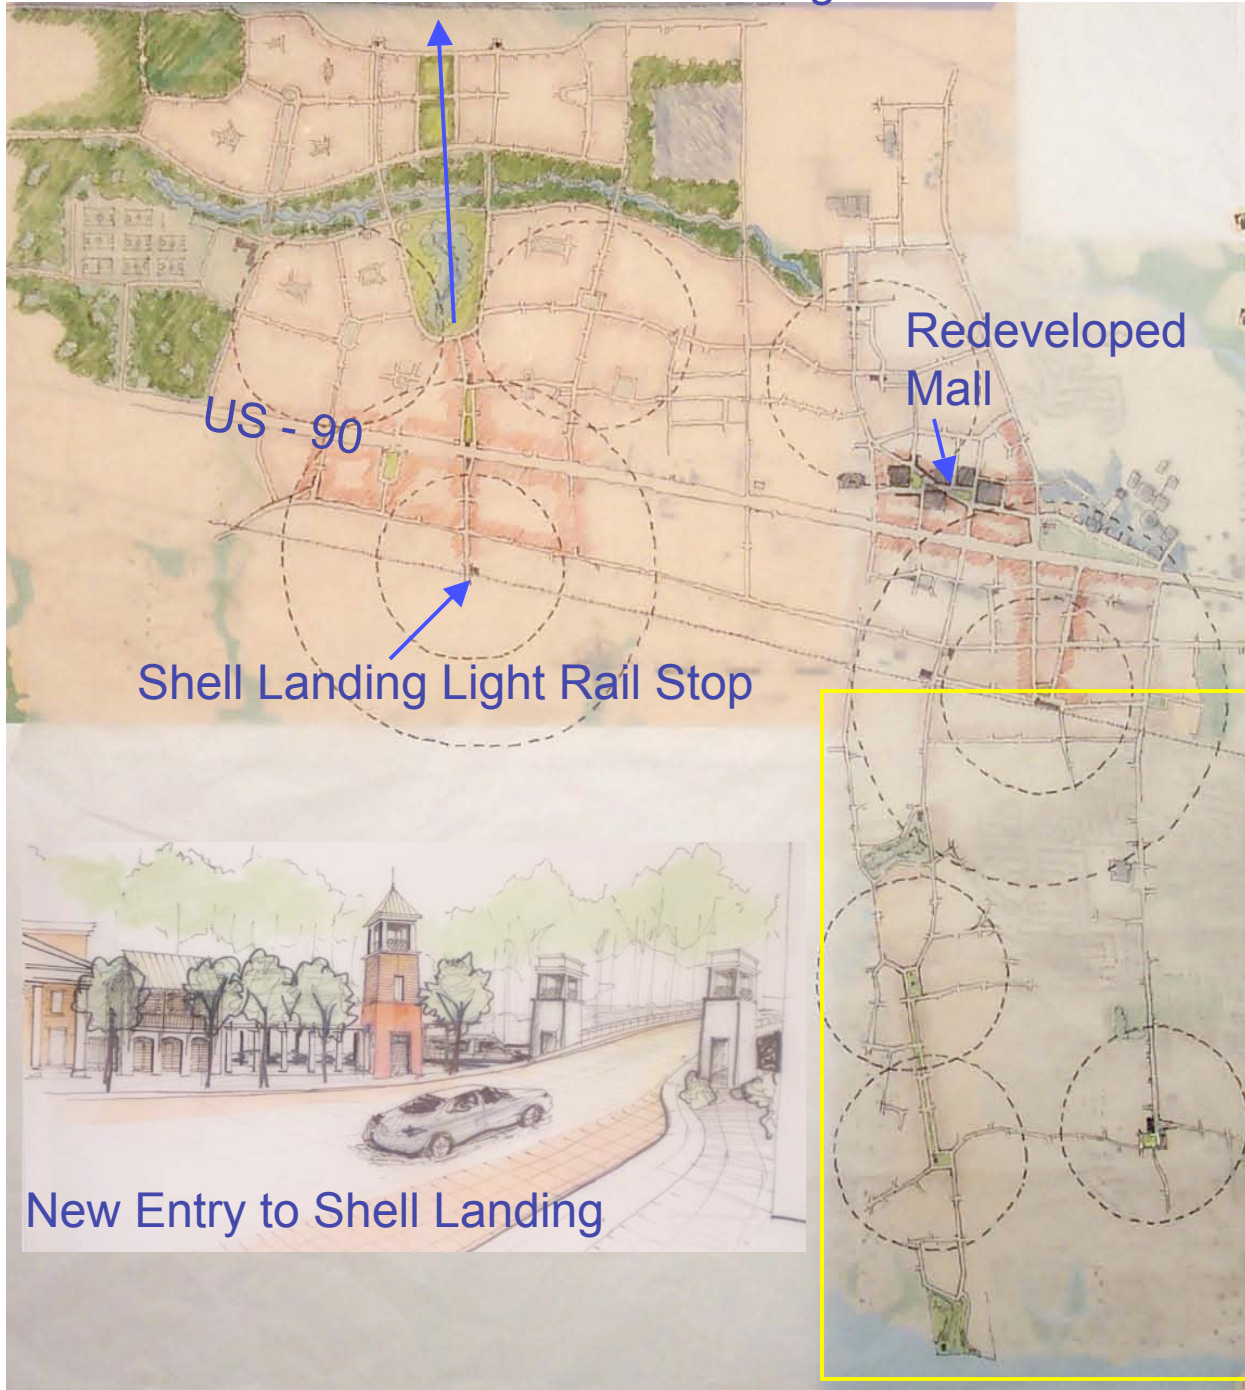 Redeveloped
Mall
US - 90
Shell Landing Light Rail Stop
New Entry to Shell Landing